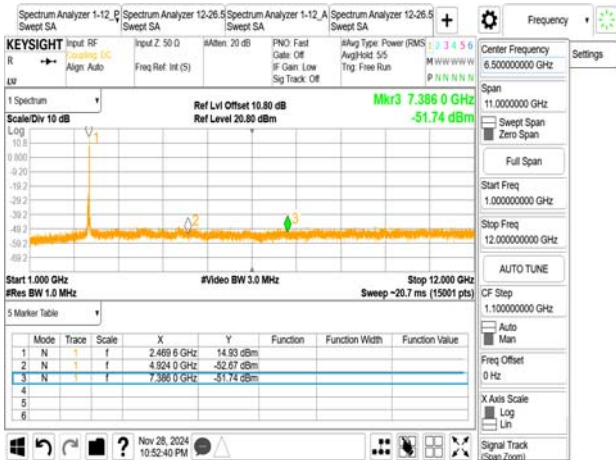 Spectrum Analyzer 1-12_P
Swept SA
Spectrum Analyzer 12-26.5
Swept SA
Spectrum Analyzer 1-12_A
Swept SA
Spectrum Analyzer 12-26.5
Swept SA
+
Frequency
Settings
KEYSIGHT
R
Input: RF
Coupling: DC
Align: Auto
Input Z: 50 Ω
Freq Ref: Int (S)
#Atten: 20 dB
PNO: Fast
Gate: Off
IF Gain: Low
Sig Track: Off
#Avg Type: Power (RMS
Avg|Hold: 5/5
Trig: Free Run
1 2 3 4 5 6
M W W W W W
P N N N N N
1 Spectrum
Scale/Div 10 dB
Ref Lvl Offset 10.80 dB
Ref Level 20.80 dBm
Mkr3 7.386 0 GHz
-51.74 dBm
Log
10.8
0.800
-9.20
-19.2
-29.2
-39.2
-49.2
-59.2
-69.2
1
2
3
Start 1.000 GHz
#Res BW 1.0 MHz
#Video BW 3.0 MHz
Stop 12.000 GHz
Sweep ~20.7 ms (15001 pts)
5 Marker Table
Mode Trace Scale X Y Function Function Width Function Value
1 N 1 f 2.469 6 GHz 14.93 dBm
2 N 1 f 4.924 0 GHz -52.67 dBm
3 N 1 f 7.386 0 GHz -51.74 dBm
4
5
6
Nov 28, 2024
10:52:40 PM
Center Frequency
6.500000000 GHz
Span
11.0000000 GHz
Swept Span
Zero Span
Full Span
Start Freq
1.000000000 GHz
Stop Freq
12.000000000 GHz
AUTO TUNE
CF Step
1.100000000 GHz
Auto
Man
Freq Offset
0 Hz
X Axis Scale
Log
Lin
Signal Track
(Span Zoom)